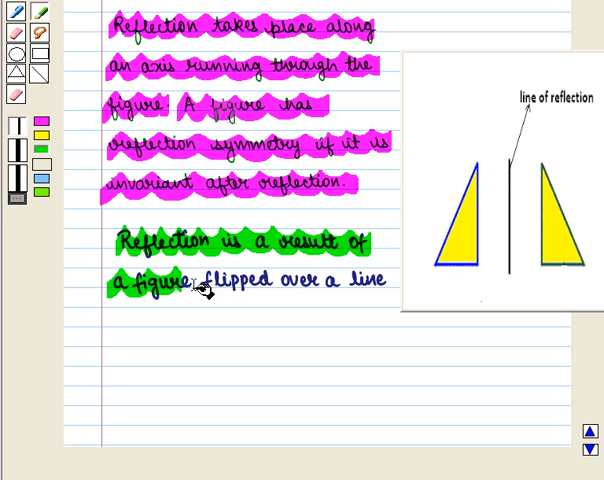 Reflection takes place along
an axis running through the
figure. A figure has
reflection symmetry if it is
invariant after reflection.
Reflection is a result of
a figure flipped over a line
line of reflection